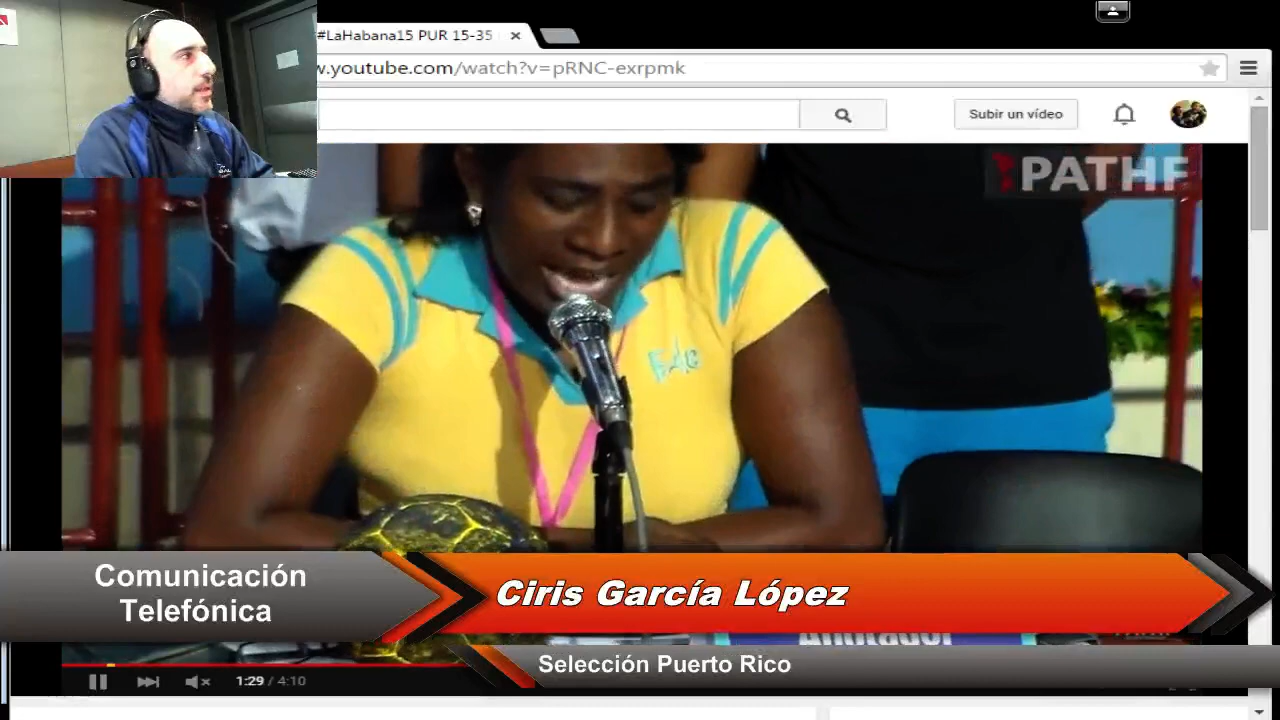 #LaHabana15 PUR 15-35
w.youtube.com/watch?v=pRNC-exrpmk
Subir un vídeo
PATHF
Comunicación
Telefónica
Ciris García López
Anotador
Selección Puerto Rico
1:29 / 4:10